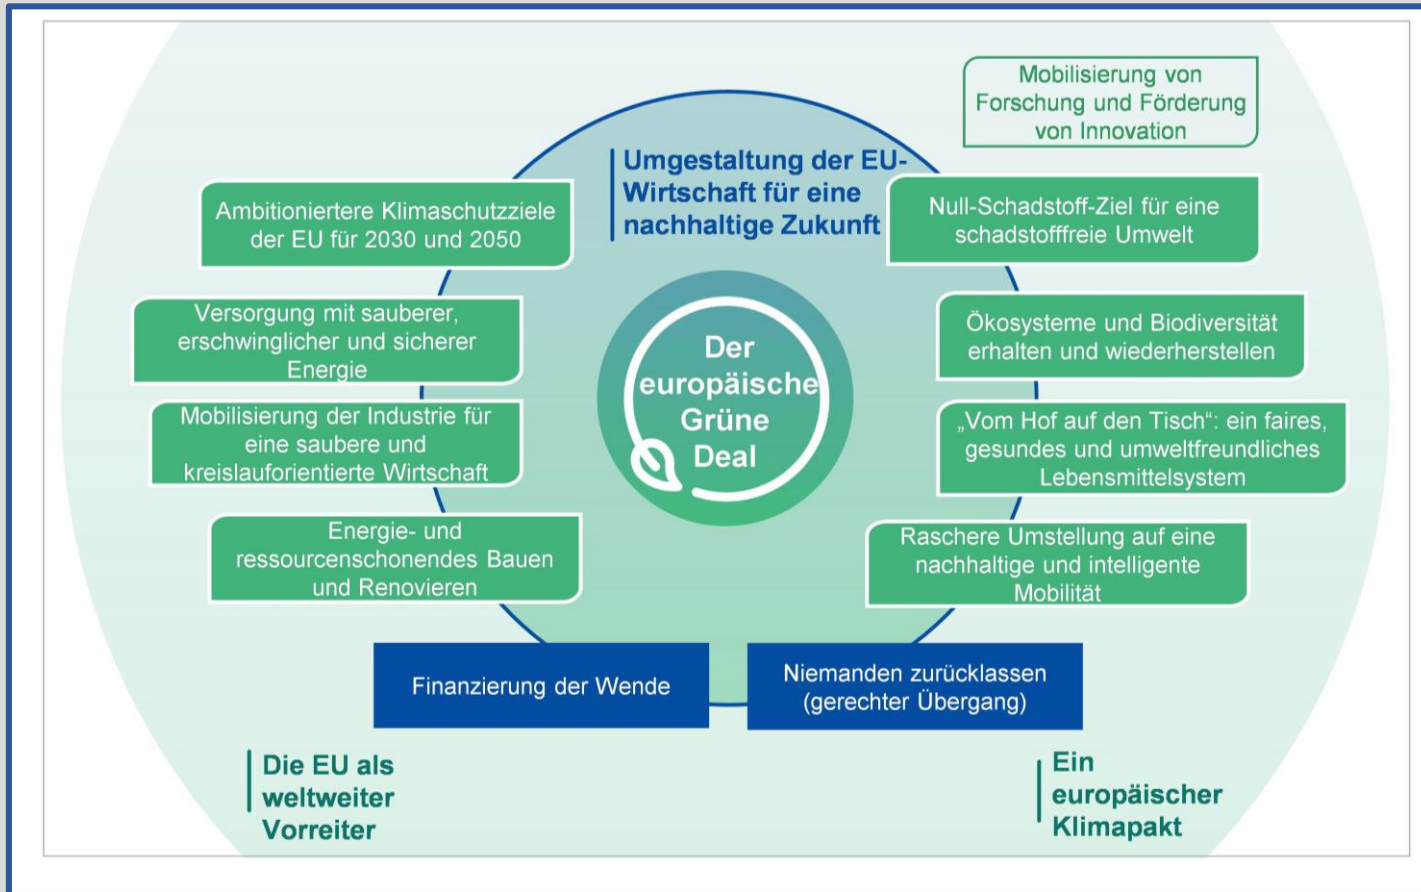 Mobilisierung von
Forschung und Förderung
von Innovation
Umgestaltung der EU-
Wirtschaft für eine
nachhaltige Zukunft
Ambitioniertere Klimaschutzziele
der EU für 2030 und 2050
Null-Schadstoff-Ziel für eine
schadstofffreie Umwelt
Versorgung mit sauberer,
erschwinglicher und sicherer
Energie
Ökosysteme und Biodiversität
erhalten und wiederherstellen
Der
europäische
Grüne
Deal
Mobilisierung der Industrie für
eine saubere und
kreislauforientierte Wirtschaft
„Vom Hof auf den Tisch“: ein faires,
gesundes und umweltfreundliches
Lebensmittelsystem
Energie- und
ressourcenschonendes Bauen
und Renovieren
Raschere Umstellung auf eine
nachhaltige und intelligente
Mobilität
Finanzierung der Wende
Niemanden zurücklassen
(gerechter Übergang)
Die EU als
weltweiter
Vorreiter
Ein
europäischer
Klimapakt